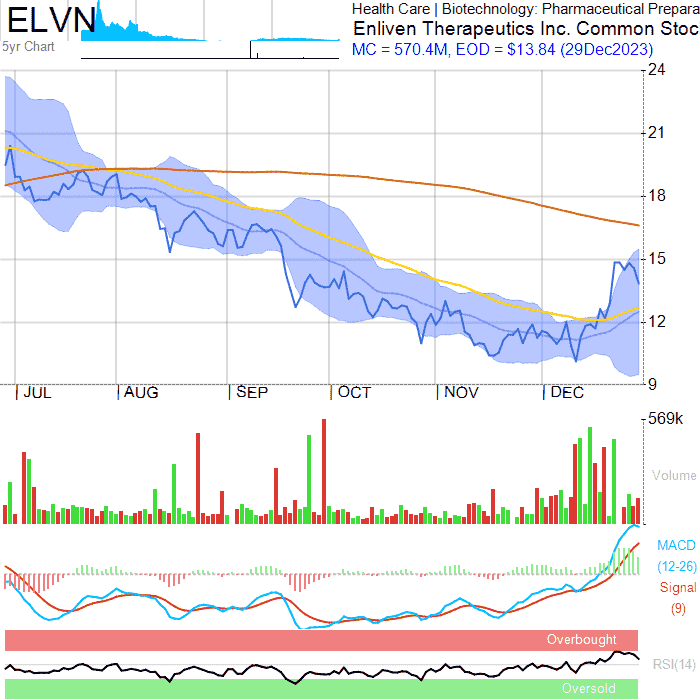 ELVN
5yr Chart
Health Care | Biotechnology: Pharmaceutical Prepara
Enliven Therapeutics Inc. Common Stoc
MC = 570.4M, EOD = $13.84 (29Dec2023)
24
21
18
15
12
9
JUL
AUG
SEP
OCT
NOV
DEC
569k
Volume
MACD
(12-26)
Signal
(9)
Overbought
RSI(14)
Oversold